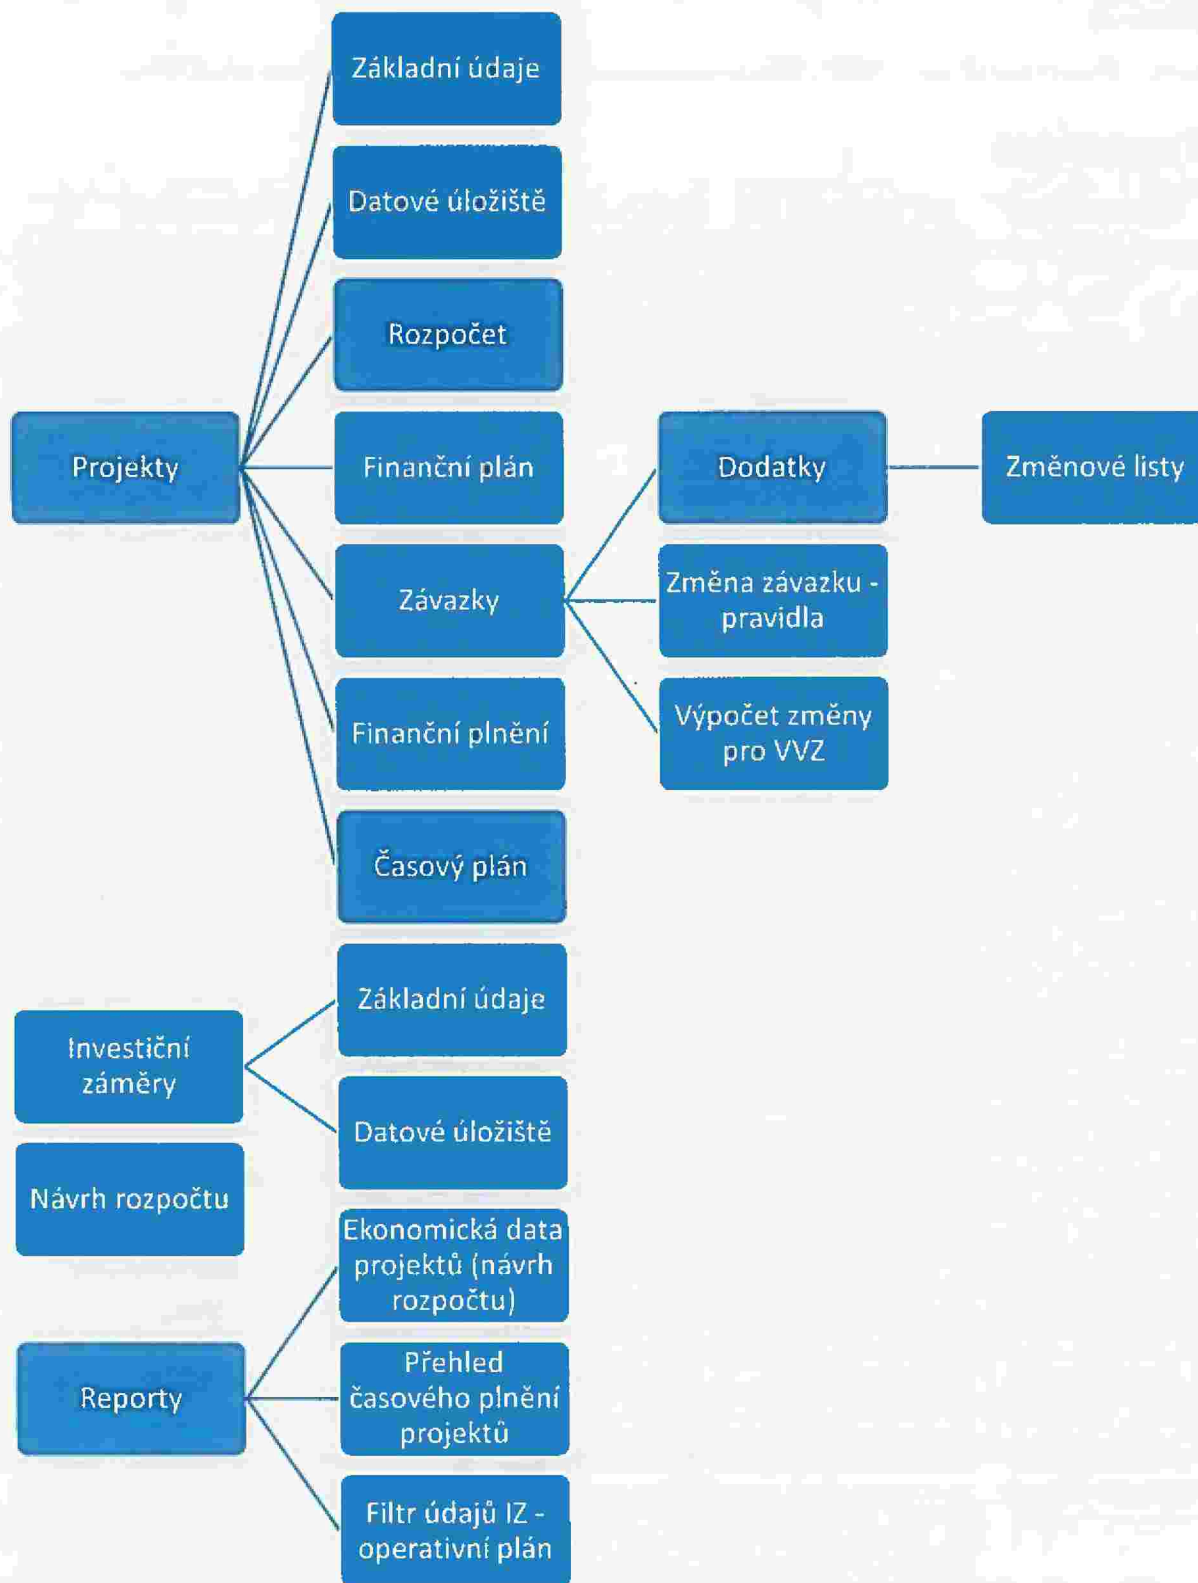 Základní údaje
Datové úložiště
Rozpočet
Projekty
Finanční plán
Dodatky
Změnové listy
Závazky
Změna závazku -
pravidla
Finanční plnění
Výpočet změny
pro VVZ
Časový plán
Základní údaje
Investiční
záměry
Datové úložiště
Návrh rozpočtu
Ekonomická data
projektů (návrh
rozpočtu)
Reporty
Přehled
časového plnění
projektů
Filtr údajů IZ -
operativní plán